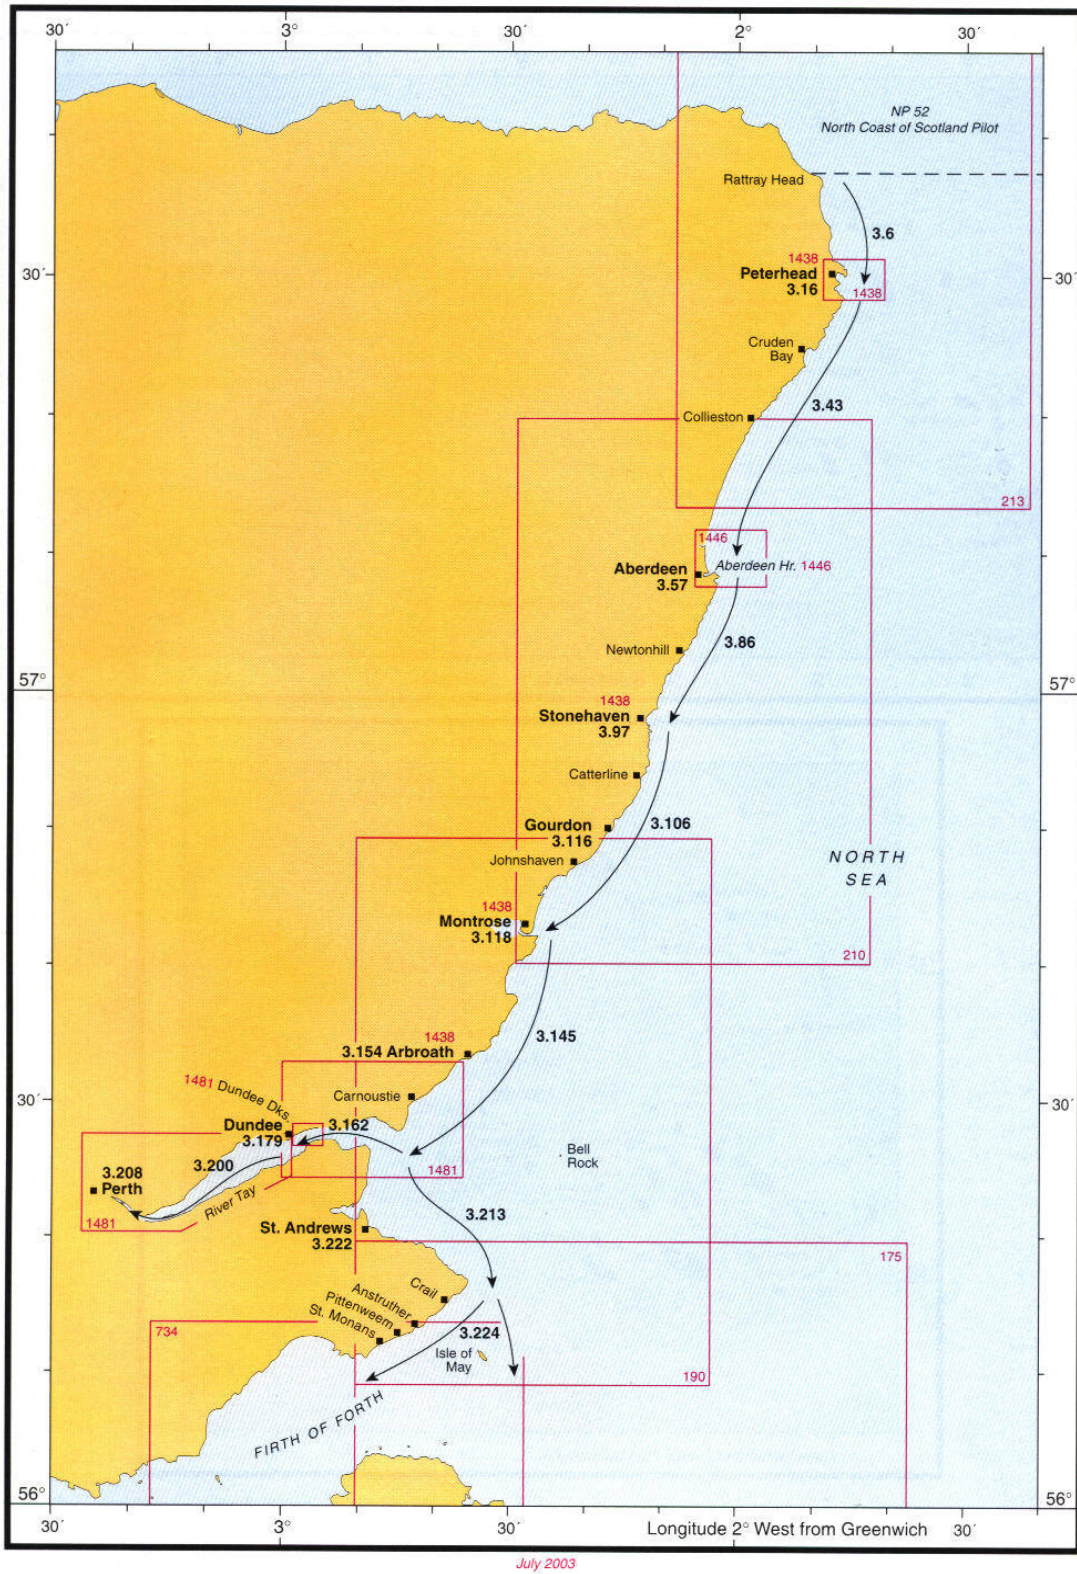 30´ 3° 30´ 2° 30´
NP 52
North Coast of Scotland Pilot
Rattray Head
3.6
1438
30´ 30´
Peterhead
3.16
1438
Cruden
Bay
3.43
Collieston
213
1446
Aberdeen Hr. 1446
Aberdeen
3.57
3.86
Newtonhill
57° 57°
1438
Stonehaven
3.97
Catterline
Gourdon
3.116
3.106
Johnshaven
NORTH
SEA
1438
Montrose
3.118
210
3.145
1438
3.154 Arbroath
1481 Dundee Dks.
Carnoustie
30´ 30´
Dundee
3.179
3.162
Bell
Rock
3.208
Perth
3.200
1481
River Tay
1481
3.213
St. Andrews
3.222
175
Crail
Anstruther
Pittenweem
St. Monans
734
3.224
Isle of
May
190
FIRTH OF FORTH
56° 56°
30´ 3° 30´ Longitude 2° West from Greenwich 30´
July 2003